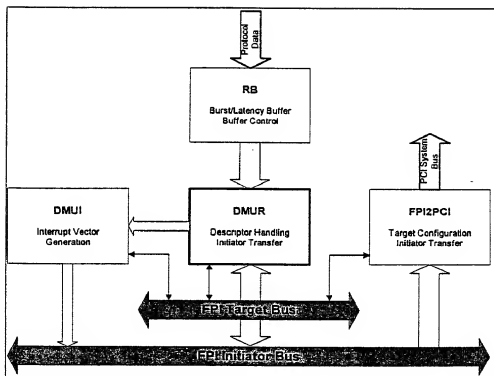 Protocol
Data
RB
Burst/Latency Buffer
Buffer Control
PCI System
Bus
DMUI
Interrupt Vector
Generation
DMUR
Descriptor Handling
Initiator Transfer
FPI2PCI
Target Configuration
Initiator Transfer
FPI Target Bus
FPI Initiator Bus